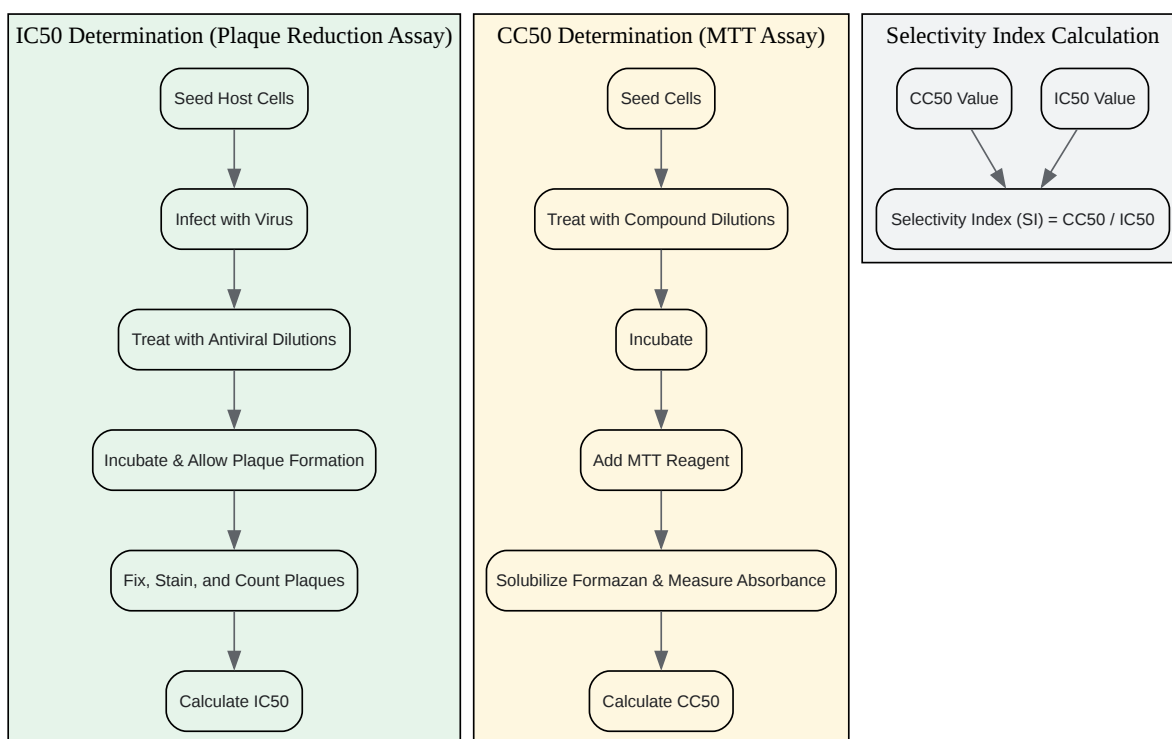 IC50 Determination (Plaque Reduction Assay)
Seed Host Cells
Infect with Virus
Treat with Antiviral Dilutions
Incubate & Allow Plaque Formation
Fix, Stain, and Count Plaques
Calculate IC50
CC50 Determination (MTT Assay)
Seed Cells
Treat with Compound Dilutions
Incubate
Add MTT Reagent
Solubilize Formazan & Measure Absorbance
Calculate CC50
Selectivity Index Calculation
CC50 Value
IC50 Value
Selectivity Index (SI) = CC50 / IC50